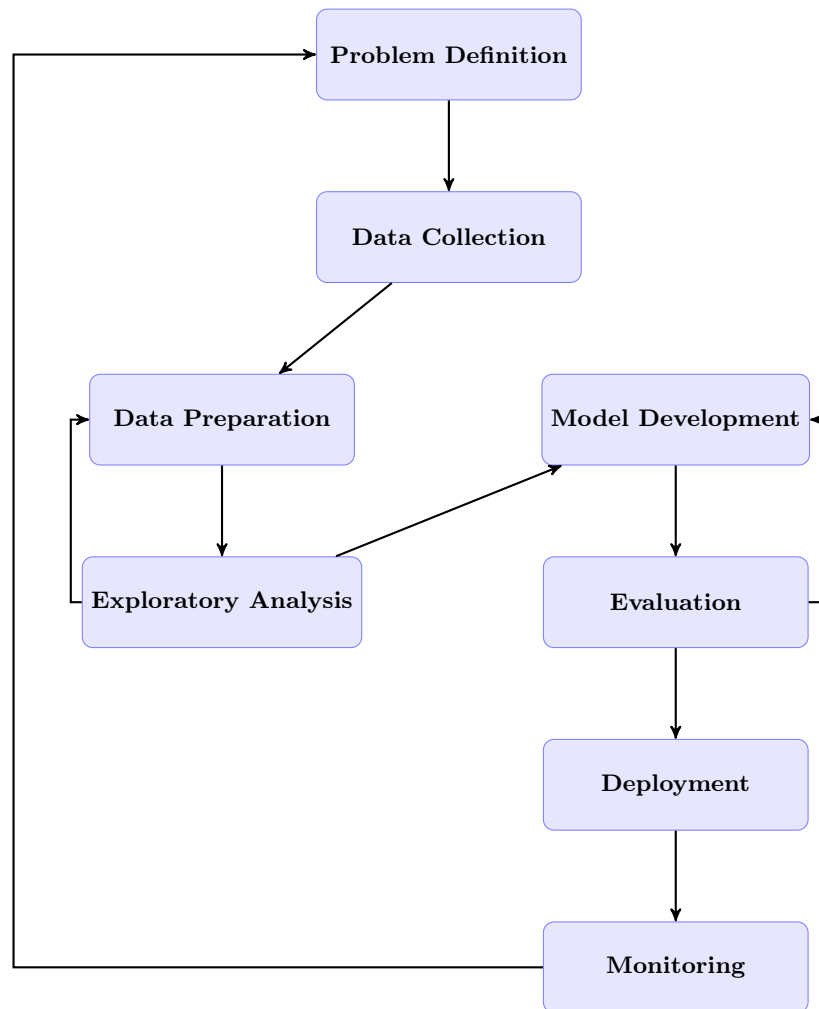 Problem Definition
Data Collection
Data Preparation
Model Development
Exploratory Analysis
Evaluation
Deployment
Monitoring